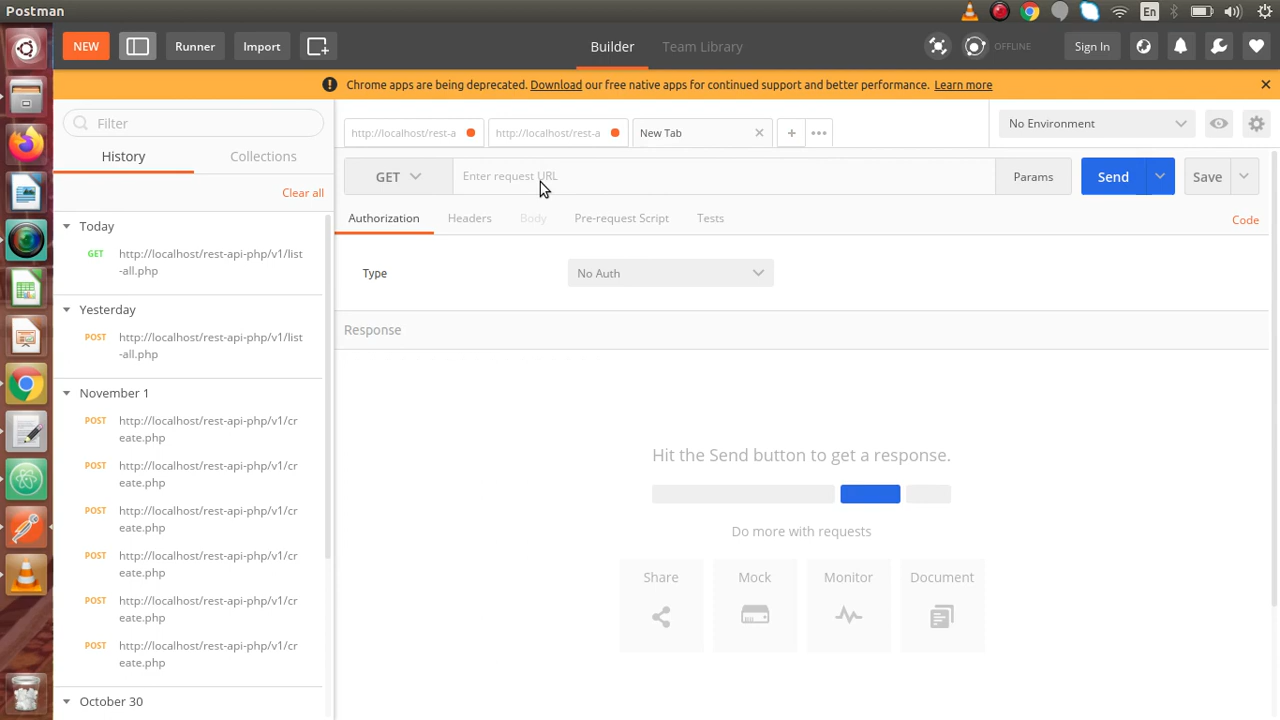 Postman
En
NEW
Runner
Import
Builder
Team Library
OFFLINE
Sign In
Chrome apps are being deprecated. Download our free native apps for continued support and better performance. Learn more
Filter
History
Collections
Clear all
Today
GET http://localhost/rest-api-php/v1/list
-all.php
Yesterday
POST http://localhost/rest-api-php/v1/list
-all.php
November 1
POST http://localhost/rest-api-php/v1/cr
eate.php
POST http://localhost/rest-api-php/v1/cr
eate.php
POST http://localhost/rest-api-php/v1/cr
eate.php
POST http://localhost/rest-api-php/v1/cr
eate.php
POST http://localhost/rest-api-php/v1/cr
eate.php
POST http://localhost/rest-api-php/v1/cr
eate.php
October 30
http://localhost/rest-a
http://localhost/rest-a
New Tab
No Environment
GET
Enter request URL
Params
Send
Save
Authorization
Headers
Body
Pre-request Script
Tests
Code
Type
No Auth
Response
Hit the Send button to get a response.
Do more with requests
Share
Mock
Monitor
Document